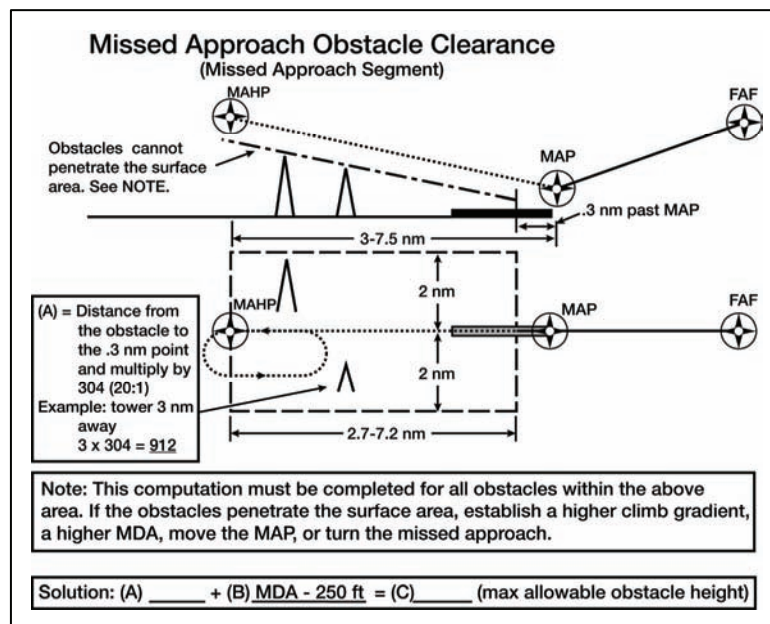 Missed Approach Obstacle Clearance
(Missed Approach Segment)
MAHP
FAF
Obstacles cannot
penetrate the surface
area. See NOTE.
MAP
.3 nm past MAP
3-7.5 nm
2 nm
MAHP
MAP
FAF
2 nm
(A) = Distance from
the obstacle to
the .3 nm point
and multiply by
304 (20:1)
Example: tower 3 nm
away
3 x 304 = 912
2.7-7.2 nm
Note: This computation must be completed for all obstacles within the above
area. If the obstacles penetrate the surface area, establish a higher climb gradient,
a higher MDA, move the MAP, or turn the missed approach.
Solution: (A) ______ + (B) MDA - 250 ft = (C)______ (max allowable obstacle height)